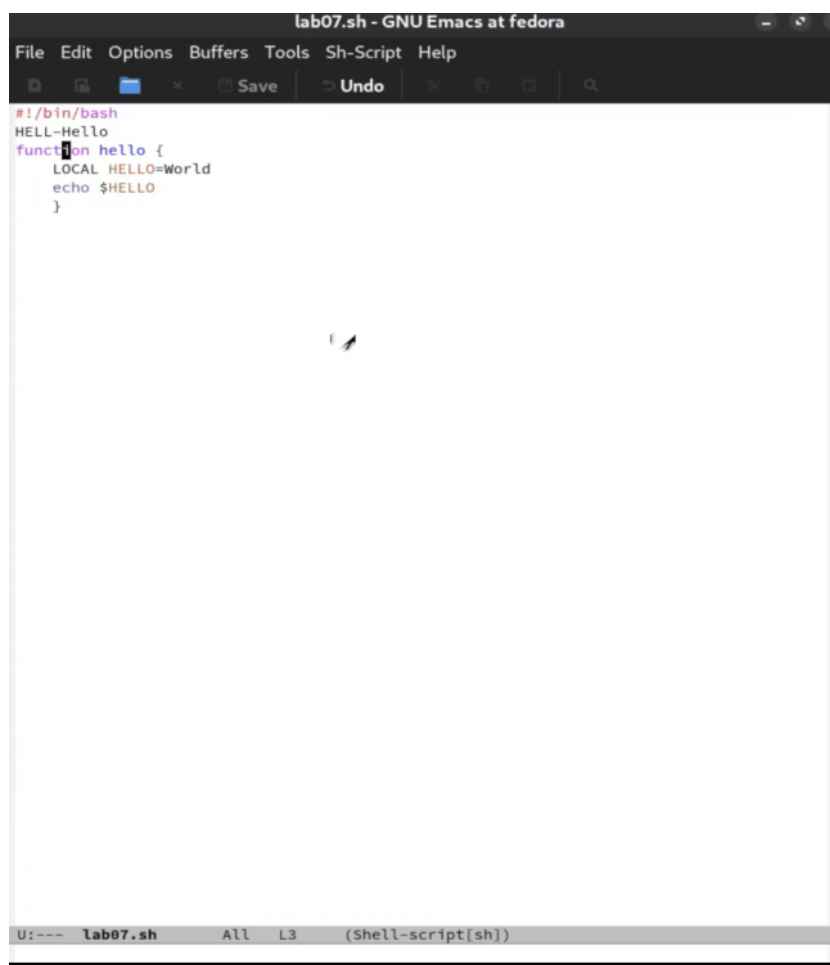 lab07.sh - GNU Emacs at fedora
File Edit Options Buffers Tools Sh-Script Help
Save Undo
#!/bin/bash
HELL-Hello
function hello {
    LOCAL HELLO=World
    echo $HELLO
    }
U:--- lab07.sh All L3 (Shell-script[sh])